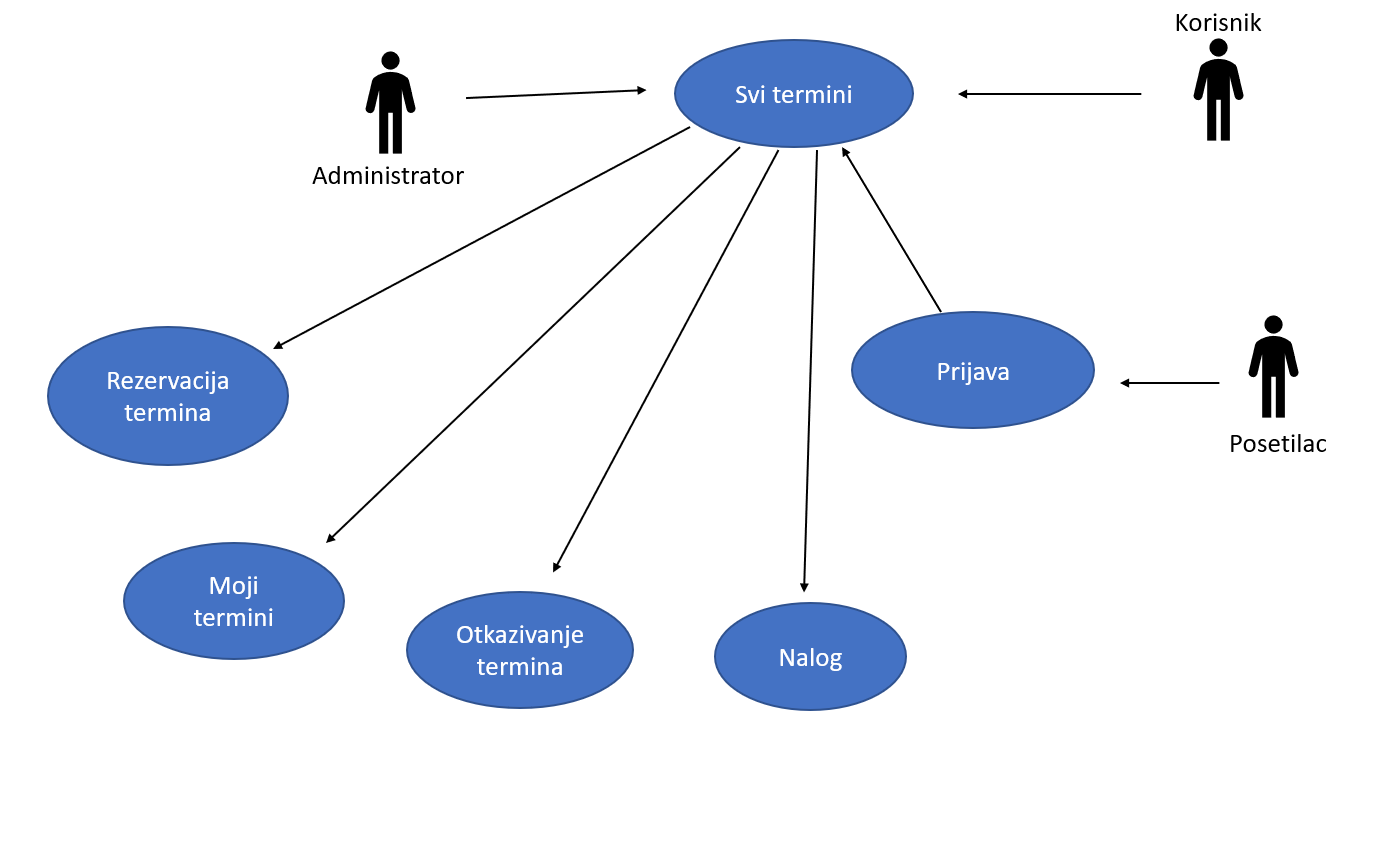 Korisnik
Svi termini
Administrator
Rezervacija
termina
Prijava
Posetilac
Moji
termini
Otkazivanje
termina
Nalog